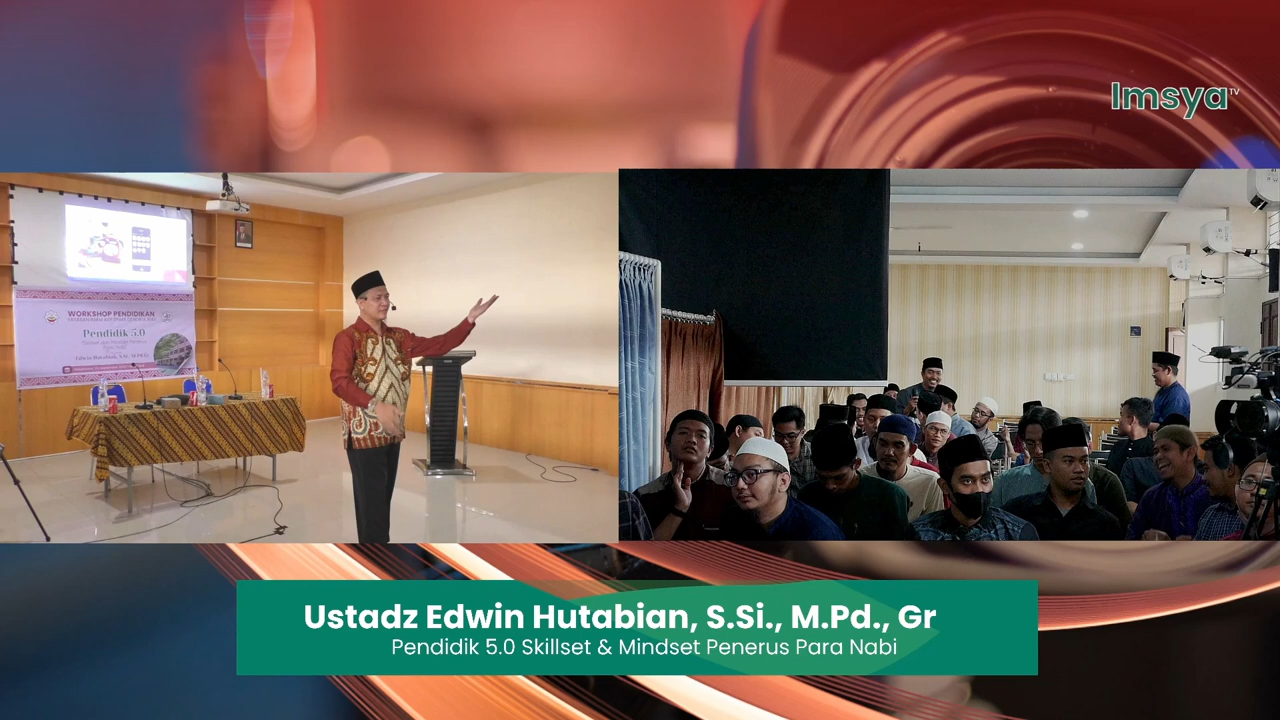 Imsya TV
WORKSHOP PENDIDIKAN
Pendidik 5.0
Ustadz Edwin Hutabian, S.Si., M.Pd., Gr
Pendidik 5.0 Skillset & Mindset Penerus Para Nabi